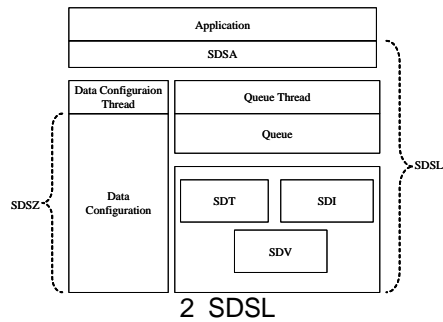 Application
SDSA
Data Configuraion
Thread
Queue Thread
Queue
SDSL
SDSZ
Data
Configuration
SDT
SDI
SDV
2 SDSL